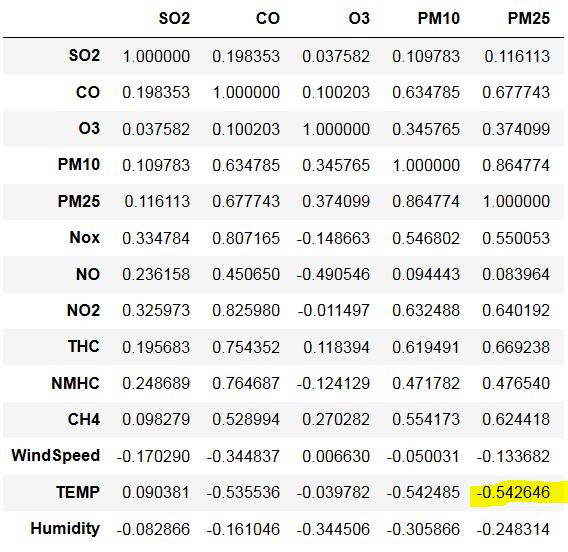 SO2 CO O3 PM10 PM25
SO2 1.000000 0.198353 0.037582 0.109783 0.116113
CO 0.198353 1.000000 0.100203 0.634785 0.677743
O3 0.037582 0.100203 1.000000 0.345765 0.374099
PM10 0.109783 0.634785 0.345765 1.000000 0.864774
PM25 0.116113 0.677743 0.374099 0.864774 1.000000
Nox 0.334784 0.807165 -0.148663 0.546802 0.550053
NO 0.236158 0.450650 -0.490546 0.094443 0.083964
NO2 0.325973 0.825980 -0.011497 0.632488 0.640192
THC 0.195683 0.754352 0.118394 0.619491 0.669238
NMHC 0.248689 0.764687 -0.124129 0.471782 0.476540
CH4 0.098279 0.528994 0.270282 0.554173 0.624418
WindSpeed -0.170290 -0.344837 0.006630 -0.050031 -0.133682
TEMP 0.090381 -0.535536 -0.039782 -0.542485 -0.542646
Humidity -0.082866 -0.161046 -0.344506 -0.305866 -0.248314